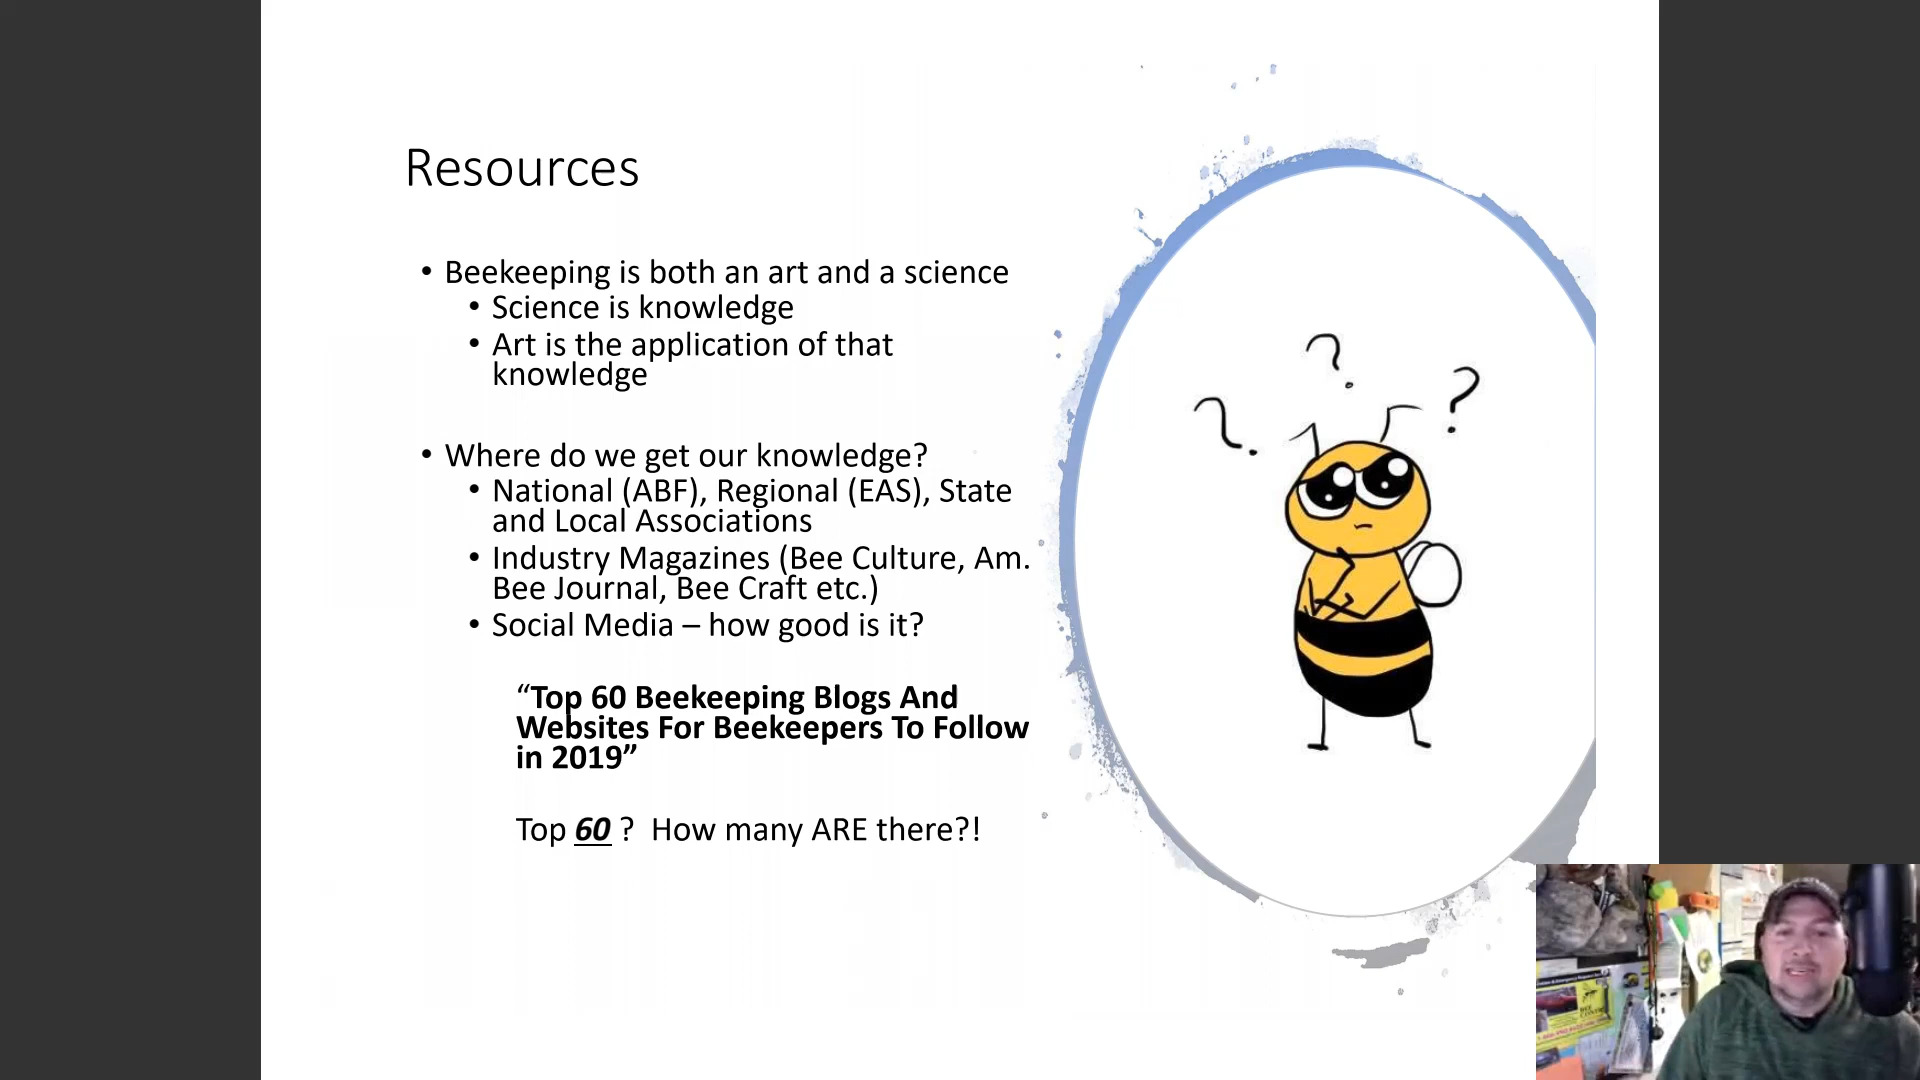 Resources
• Beekeeping is both an art and a science
• Science is knowledge
• Art is the application of that
knowledge
• Where do we get our knowledge?
• National (ABF), Regional (EAS), State
and Local Associations
• Industry Magazines (Bee Culture, Am.
Bee Journal, Bee Craft etc.)
• Social Media – how good is it?
“Top 60 Beekeeping Blogs And
Websites For Beekeepers To Follow
in 2019”
Top 60 ?  How many ARE there?!
? ? ?